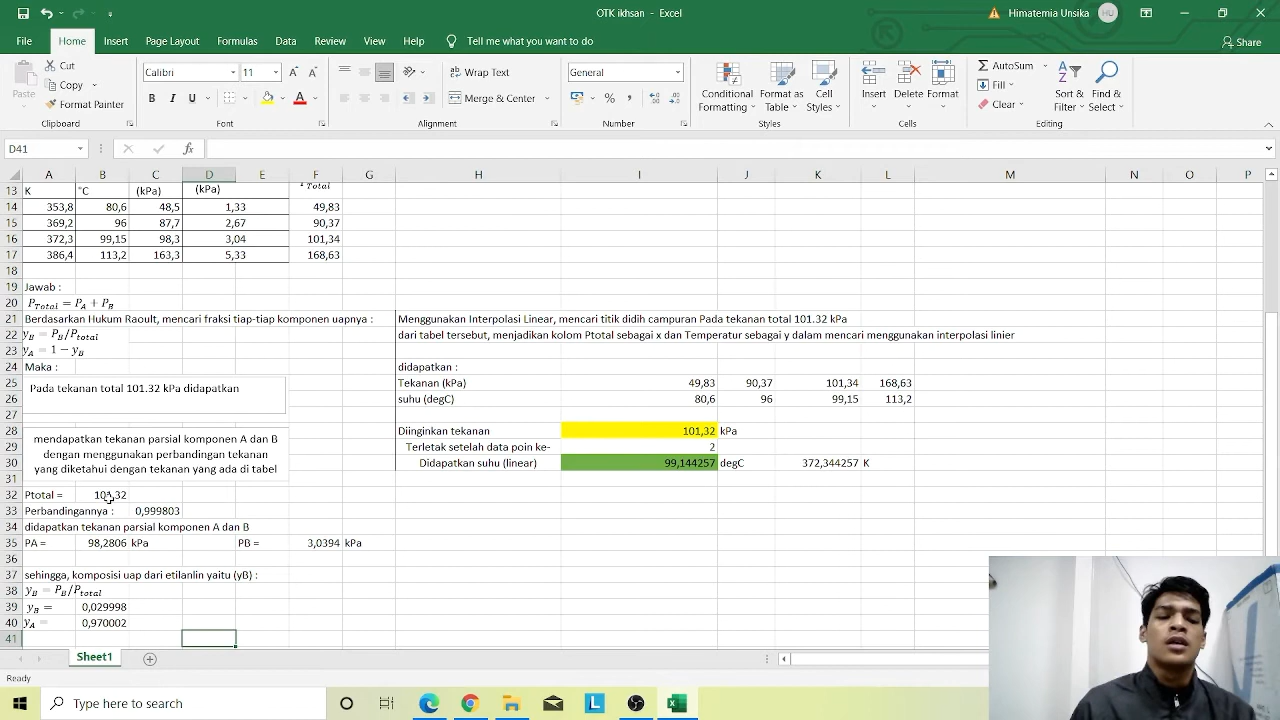 OTK ikhsan - Excel
Himatemia Unsika
HU
File Home Insert Page Layout Formulas Data Review View Help Tell me what you want to do Share
Paste
Cut
Copy
Format Painter
Calibri 11
B I U
Wrap Text
Merge & Center
General
Conditional Formatting
Format as Table
Cell Styles
Insert Delete Format
AutoSum
Fill
Clear
Sort & Filter
Find & Select
Clipboard Font Alignment Number Styles Cells Editing
D41
A B C D E F G H I J K L M N O P
13 K °C (kPa) (kPa) P Total
14 353,8 80,6 48,5 1,33 49,83
15 369,2 96 87,7 2,67 90,37
16 372,3 99,15 98,3 3,04 101,34
17 386,4 113,2 163,3 5,33 168,63
18
19 Jawab :
20 P_Total = P_A + P_B
21 Berdasarkan Hukum Raoult, mencari fraksi tiap-tiap komponen uapnya : Menggunakan Interpolasi Linear, mencari titik didih campuran Pada tekanan total 101.32 kPa
22 y_B = P_B/P_total dari tabel tersebut, menjadikan kolom Ptotal sebagai x dan Temperatur sebagai y dalam mencari menggunakan interpolasi linier
23 y_A = 1 − y_B
24 Maka : didapatkan :
25 Pada tekanan total 101.32 kPa didapatkan Tekanan (kPa) 49,83 90,37 101,34 168,63
26 suhu (degC) 80,6 96 99,15 113,2
27
28 mendapatkan tekanan parsial komponen A dan B Diinginkan tekanan 101,32 kPa
29 dengan menggunakan perbandingan tekanan Terletak setelah data poin ke- 2
30 yang diketahui dengan tekanan yang ada di tabel Didapatkan suhu (linear) 99,144257 degC 372,344257 K
31
32 Ptotal = 101,32
33 Perbandingannya : 0,999803
34 didapatkan tekanan parsial komponen A dan B
35 PA = 98,2806 kPa PB = 3,0394 kPa
36
37 sehingga, komposisi uap dari etilanlin yaitu (yB) :
38 y_B = P_B/P_total
39 y_B = 0,029998
40 y_A = 0,970002
41
Sheet1
Ready
Type here to search